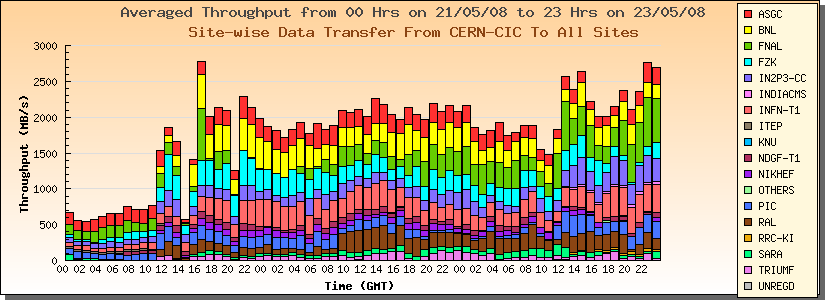 Averaged Throughput from 00 Hrs on 21/05/08 to 23 Hrs on 23/05/08
Site-wise Data Transfer From CERN-CIC To All Sites
Throughput (MB/s)
3000
2500
2000
1500
1000
500
0
00 02 04 06 08 10 12 14 16 18 20 22 00 02 04 06 08 10 12 14 16 18 20 22 00 02 04 06 08 10 12 14 16 18 20 22
Time (GMT)
ASGC
BNL
FNAL
FZK
IN2P3-CC
INDIACMS
INFN-T1
ITEP
KNU
NDGF-T1
NIKHEF
OTHERS
PIC
RAL
RRC-KI
SARA
TRIUMF
UNREGD